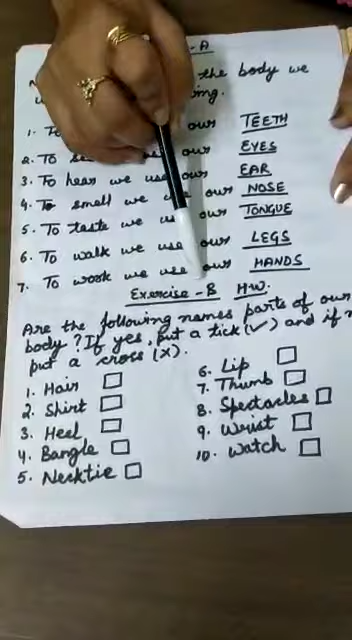 - A
the body we
ing.
1. To our TEETH
2. To our EYES
3. To hear we use our EAR
4. To smell we our NOSE
5. To taste we our TONGUE
6. To walk we use our LEGS
7. To work we use our HANDS
Exercise - B H.W.
Are the following names parts of our
body? If yes, put a tick (✓) and if
put a cross (x).
1. Hair
2. Shirt
3. Heel
4. Bangle
5. Necktie
6. Lip
7. Thumb
8. Spectacles
9. Wrist
10. Watch